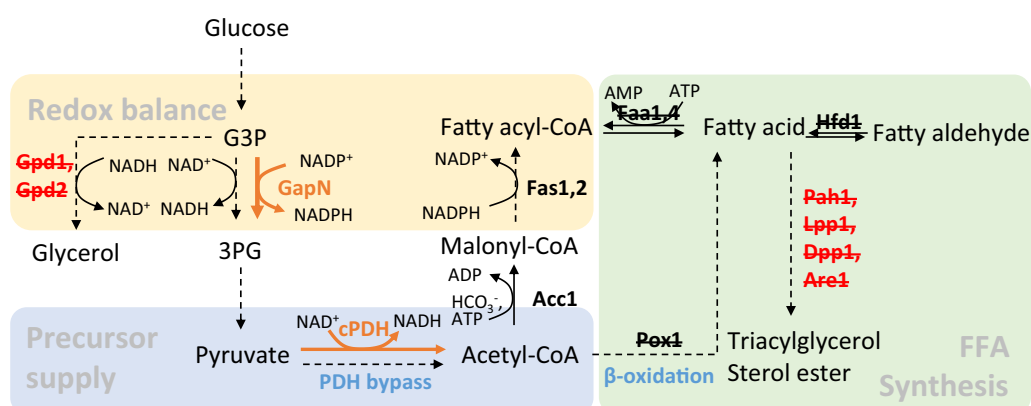 Glucose
Redox balance
G3P
Gpd1,
Gpd2
NADH
NAD⁺
NAD⁺
NADH
NADP⁺
GapN
NADPH
Glycerol
3PG
Fatty acyl-CoA
NADP⁺
Fas1,2
NADPH
Malonyl-CoA
ADP
HCO₃⁻,
ATP
Acc1
Precursor
supply
Pyruvate
NAD⁺
cPDH
NADH
PDH bypass
Acetyl-CoA
AMP
ATP
Faa1,4
Fatty acid
Hfd1
Fatty aldehyde
Pah1,
Lpp1,
Dpp1,
Are1
Pox1
β-oxidation
Triacylglycerol
Sterol ester
FFA
Synthesis